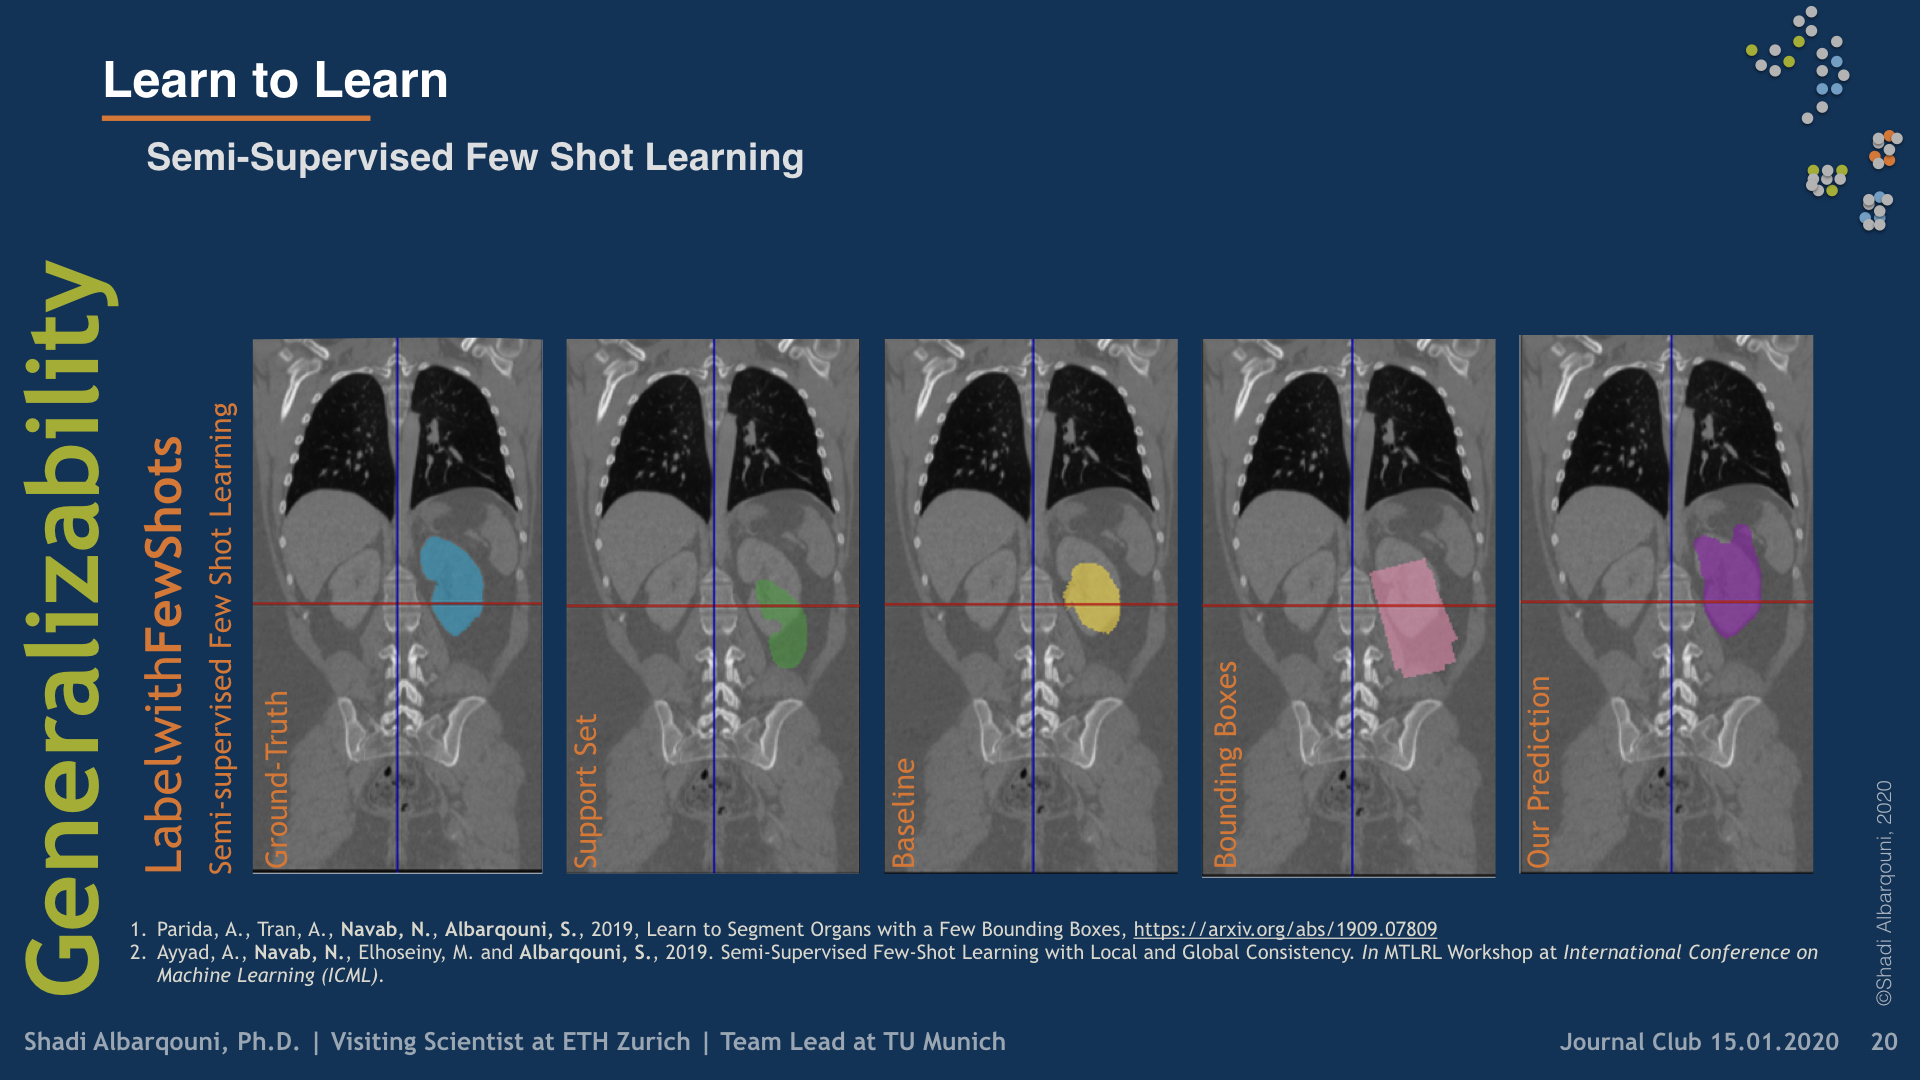 Learn to Learn
Semi-Supervised Few Shot Learning
Generalizability
LabelwithFewShots
Semi-supervised Few Shot Learning
Ground-Truth
Support Set
Baseline
Bounding Boxes
Our Prediction
1. Parida, A., Tran, A., Navab, N., Albarqouni, S., 2019, Learn to Segment Organs with a Few Bounding Boxes, https://arxiv.org/abs/1909.07809
2. Ayyad, A., Navab, N., Elhoseiny, M. and Albarqouni, S., 2019. Semi-Supervised Few-Shot Learning with Local and Global Consistency. In MTLRL Workshop at International Conference on
Machine Learning (ICML).
©Shadi Albarqouni, 2020
Shadi Albarqouni, Ph.D. | Visiting Scientist at ETH Zurich | Team Lead at TU Munich
Journal Club 15.01.2020 20